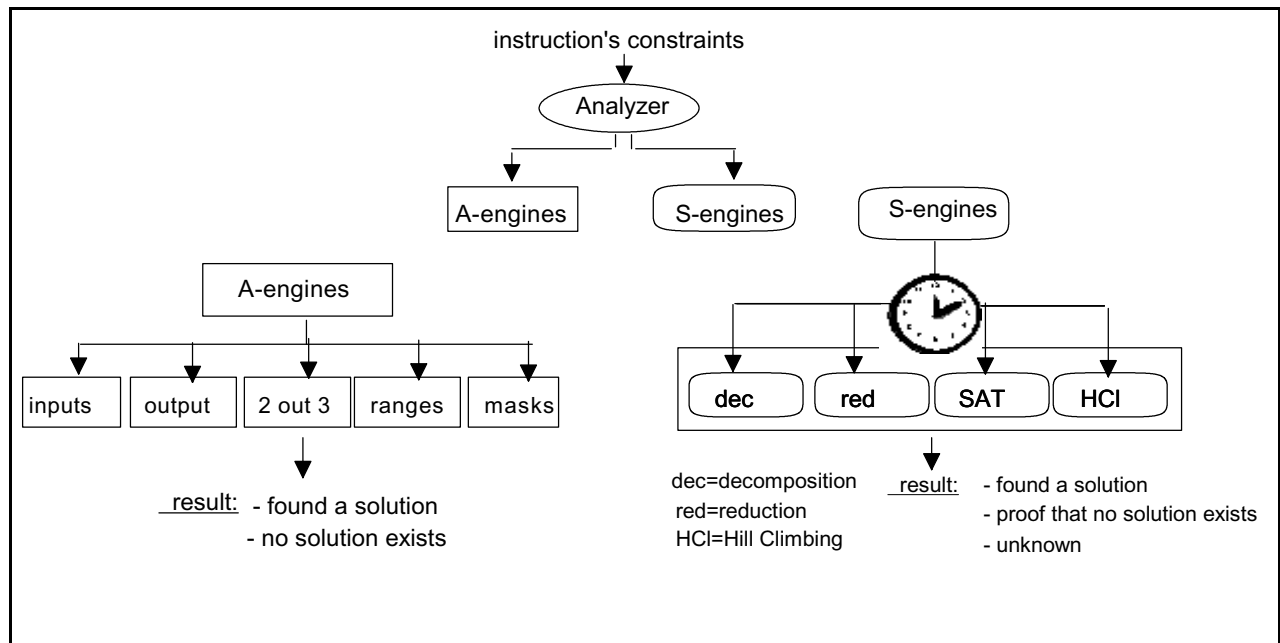 instruction's constraints
Analyzer
A-engines
S-engines
S-engines
A-engines
inputs
output
2 out 3
ranges
masks
result: - found a solution
- no solution exists
dec
red
SAT
HCl
dec=decomposition
red=reduction
HCl=Hill Climbing
result: - found a solution
- proof that no solution exists
- unknown